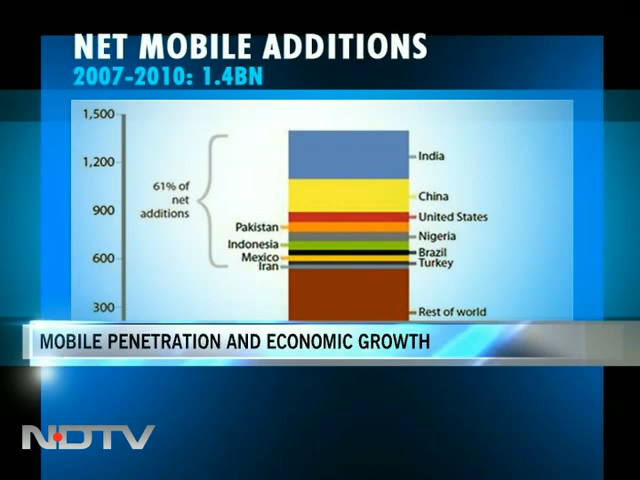 NET MOBILE ADDITIONS
2007-2010: 1.4BN
1,500
1,200
900
600
300
61% of
net
additions
India
China
United States
Pakistan
Nigeria
Indonesia
Brazil
Mexico
Turkey
Iran
Rest of world
MOBILE PENETRATION AND ECONOMIC GROWTH
NDTV